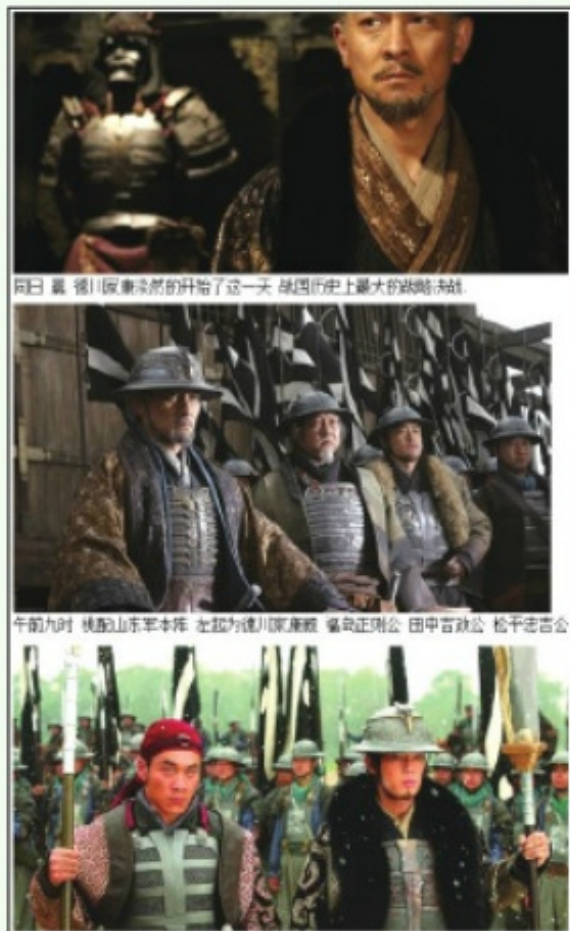 同日 晨 德川家康淡然的开始了这一天 战国历史上最大的战略决战.
午前九时 桃配山东军本阵 左起为德川家康殿 福岛正则公 田中吉政公 松平忠吉公